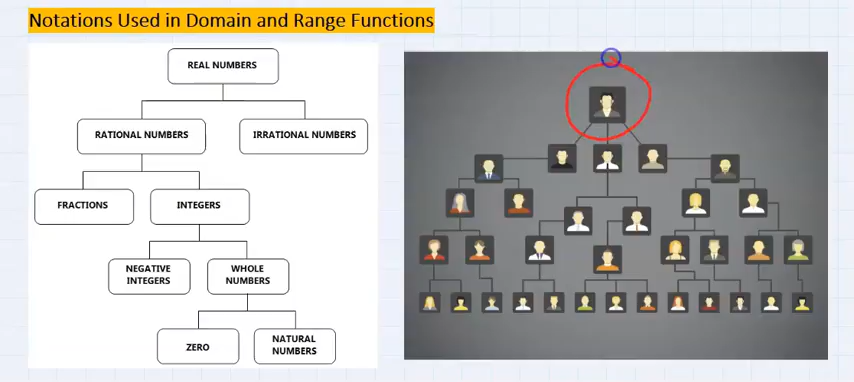 Notations Used in Domain and Range Functions
REAL NUMBERS
RATIONAL NUMBERS
IRRATIONAL NUMBERS
FRACTIONS
INTEGERS
NEGATIVE
INTEGERS
WHOLE
NUMBERS
ZERO
NATURAL
NUMBERS